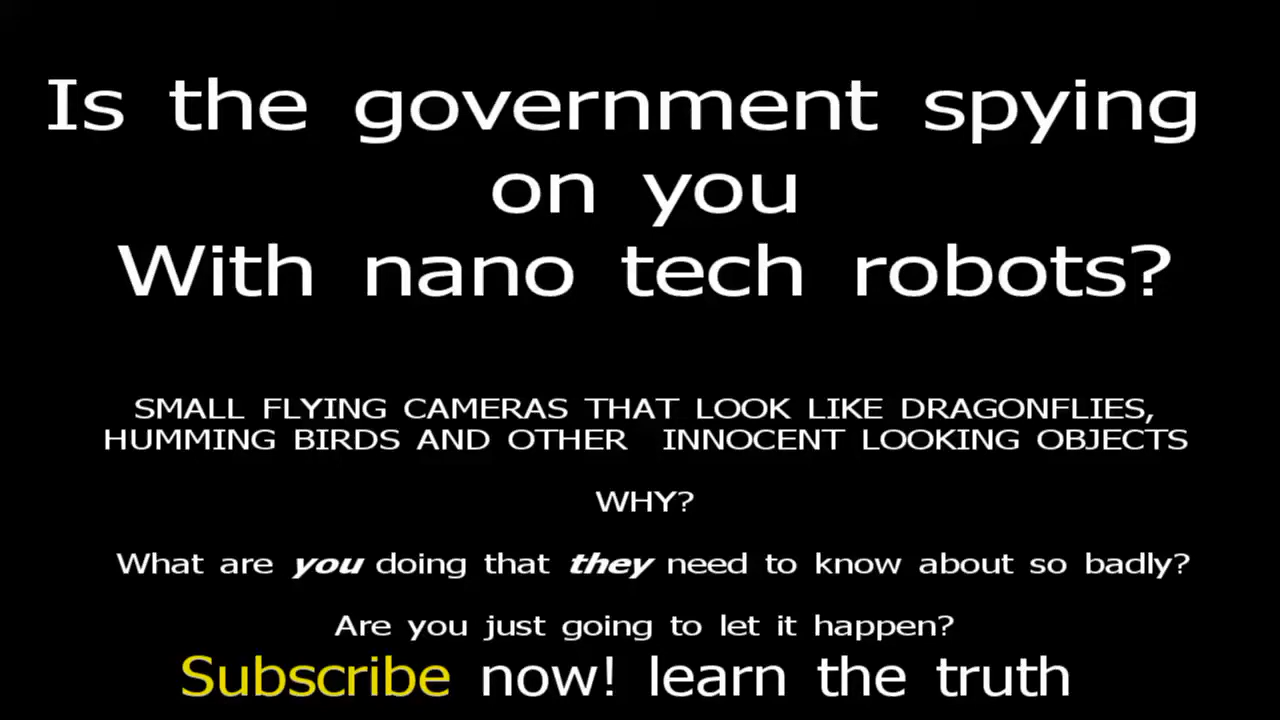 Is the government spying
on you
With nano tech robots?
SMALL FLYING CAMERAS THAT LOOK LIKE DRAGONFLIES,
HUMMING BIRDS AND OTHER INNOCENT LOOKING OBJECTS
WHY?
What are you doing that they need to know about so badly?
Are you just going to let it happen?
Subscribe now! learn the truth